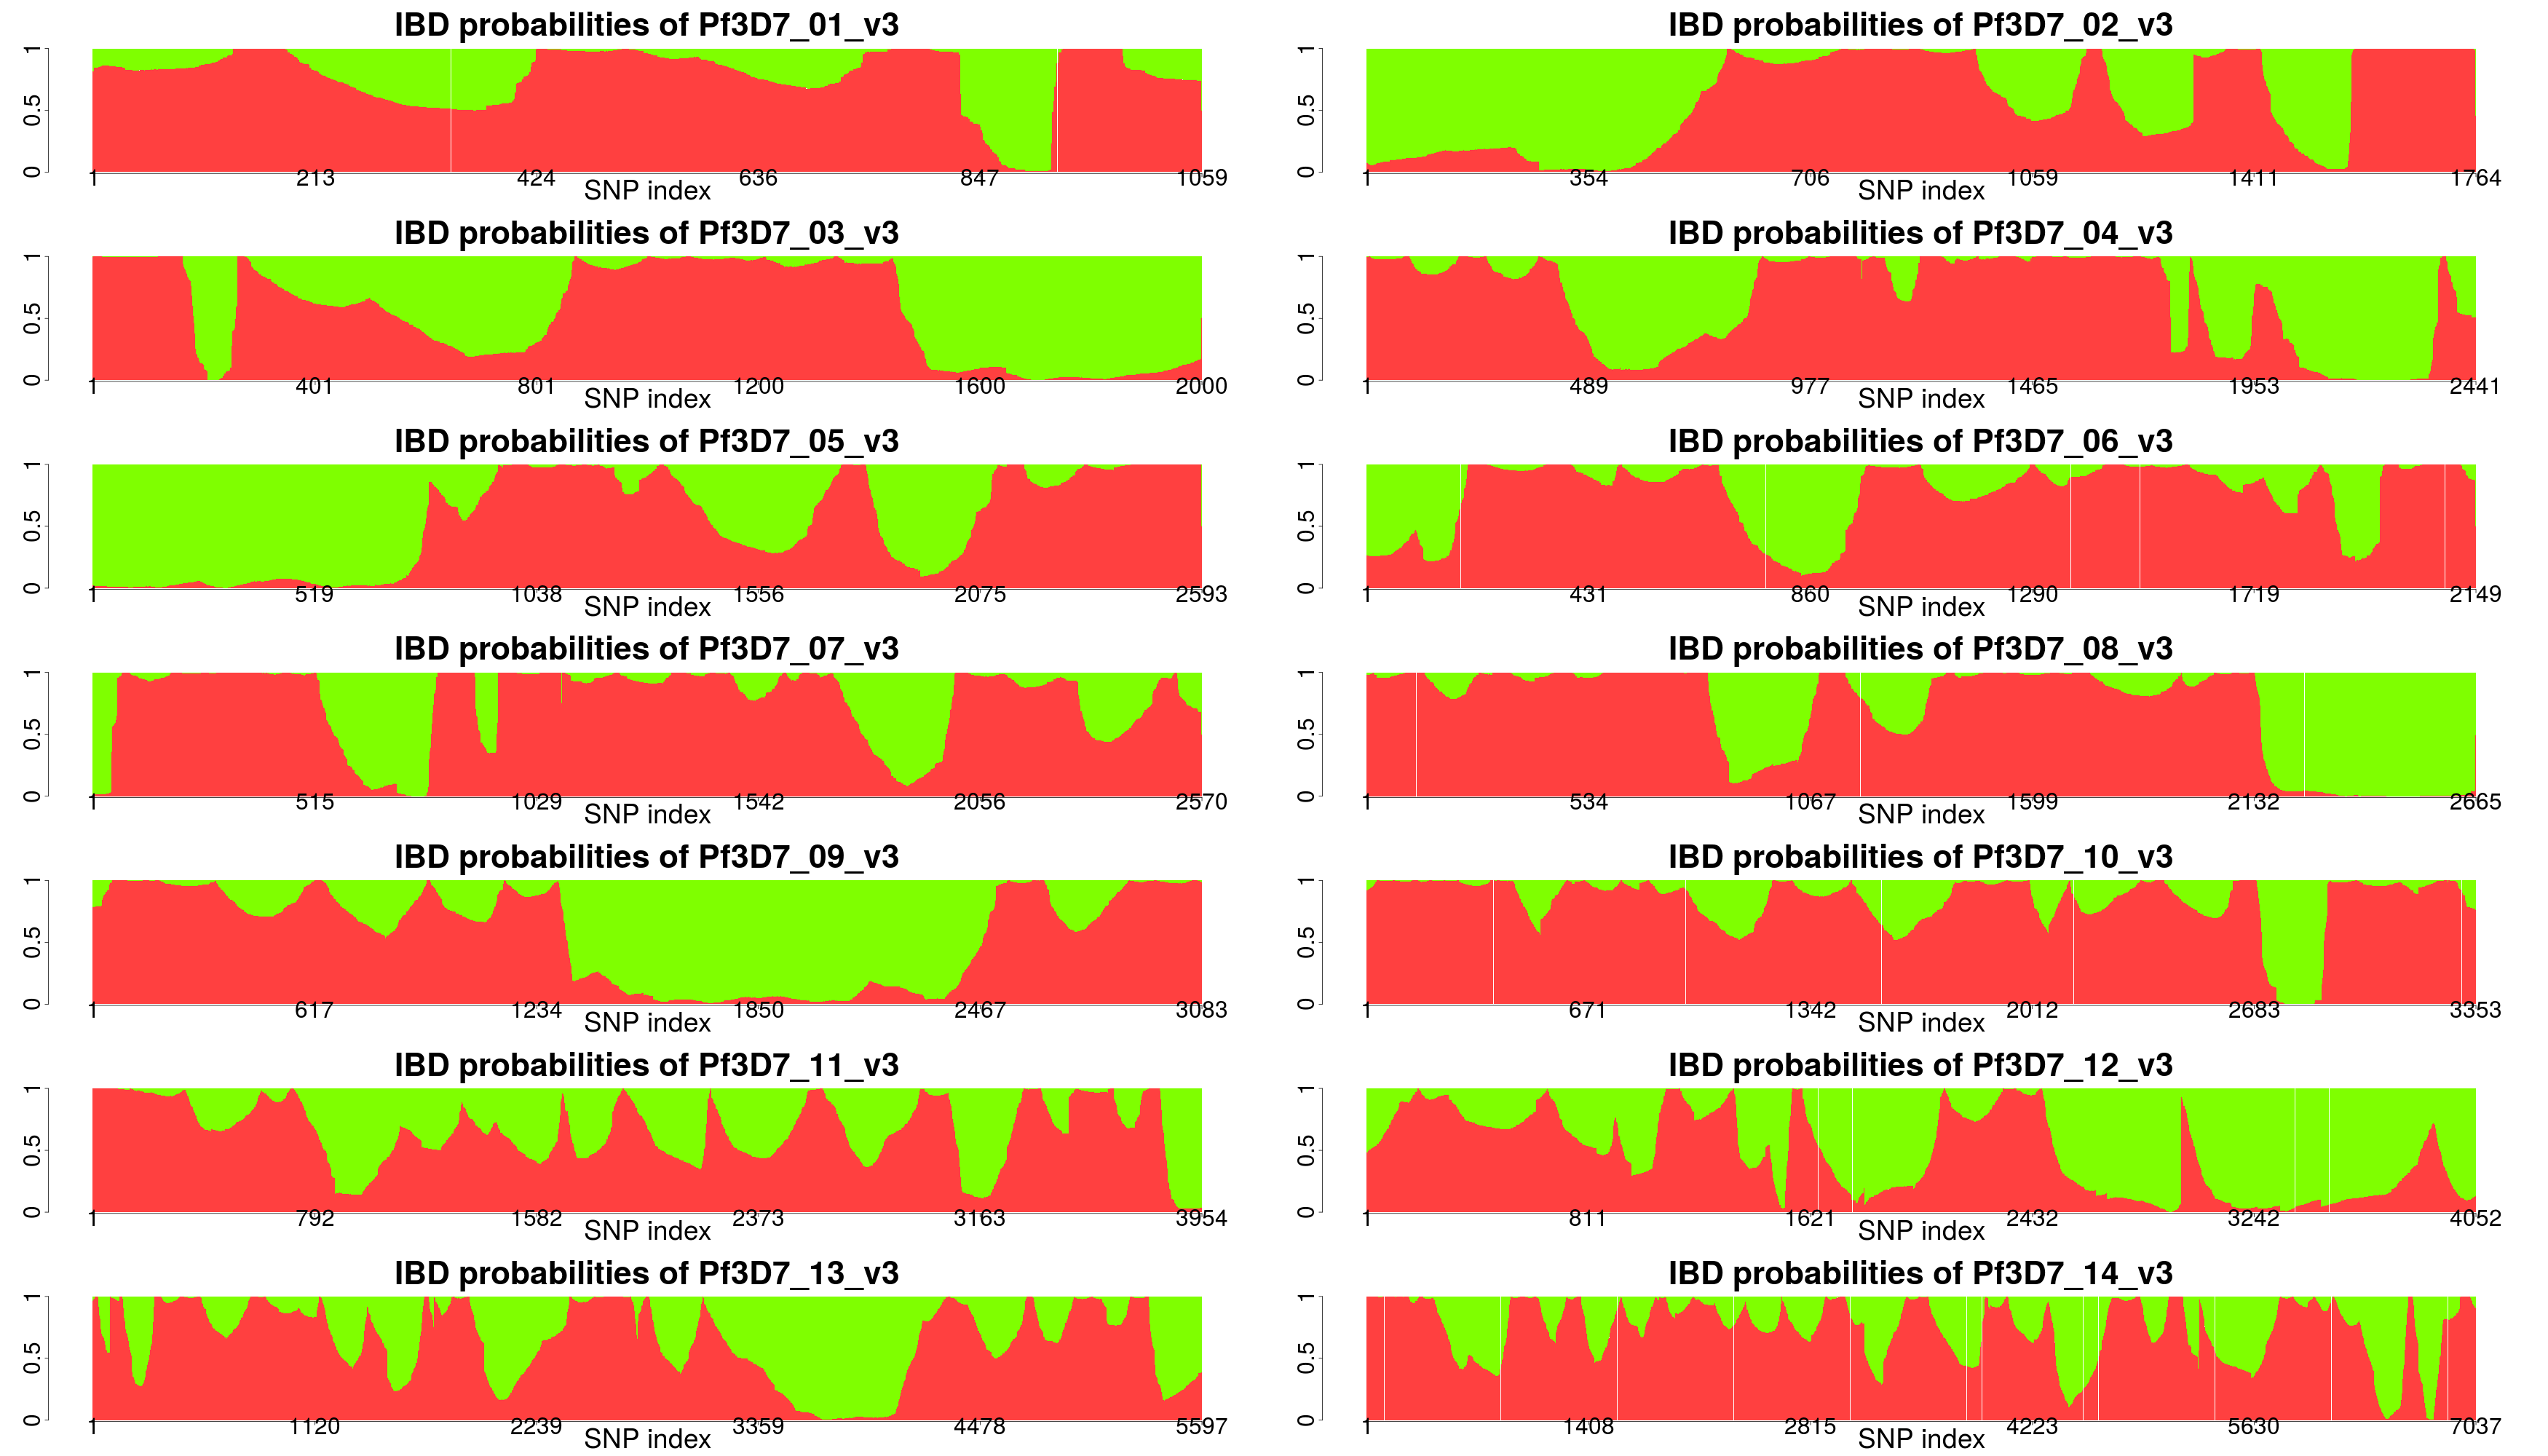 IBD probabilities of Pf3D7_01_v3
0 0.5 1
1 213 424 636 847 1059
SNP index
IBD probabilities of Pf3D7_02_v3
0 0.5 1
1 354 706 1059 1411 1764
SNP index
IBD probabilities of Pf3D7_03_v3
0 0.5 1
1 401 801 1200 1600 2000
SNP index
IBD probabilities of Pf3D7_04_v3
0 0.5 1
1 489 977 1465 1953 2441
SNP index
IBD probabilities of Pf3D7_05_v3
0 0.5 1
1 519 1038 1556 2075 2593
SNP index
IBD probabilities of Pf3D7_06_v3
0 0.5 1
1 431 860 1290 1719 2149
SNP index
IBD probabilities of Pf3D7_07_v3
0 0.5 1
1 515 1029 1542 2056 2570
SNP index
IBD probabilities of Pf3D7_08_v3
0 0.5 1
1 534 1067 1599 2132 2665
SNP index
IBD probabilities of Pf3D7_09_v3
0 0.5 1
1 617 1234 1850 2467 3083
SNP index
IBD probabilities of Pf3D7_10_v3
0 0.5 1
1 671 1342 2012 2683 3353
SNP index
IBD probabilities of Pf3D7_11_v3
0 0.5 1
1 792 1582 2373 3163 3954
SNP index
IBD probabilities of Pf3D7_12_v3
0 0.5 1
1 811 1621 2432 3242 4052
SNP index
IBD probabilities of Pf3D7_13_v3
0 0.5 1
1 1120 2239 3359 4478 5597
SNP index
IBD probabilities of Pf3D7_14_v3
0 0.5 1
1 1408 2815 4223 5630 7037
SNP index